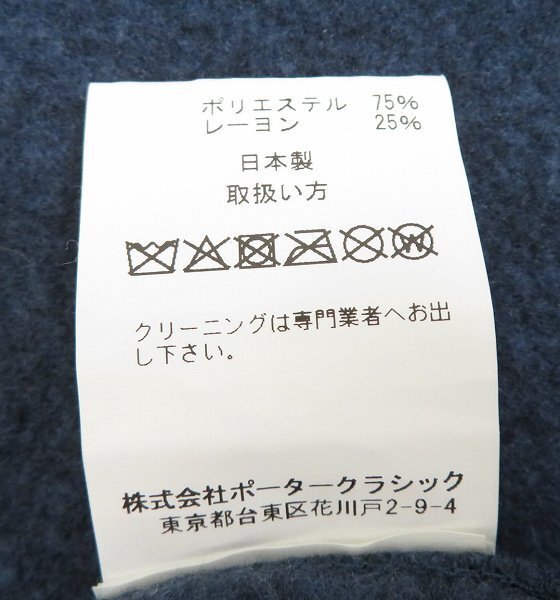 ポリエステル 75%
レーヨン 25%
日本製
取扱い方
クリーニングは専門業者へお出
し下さい。
株式会社ポータークラシック
東京都台東区花川戸2-9-4